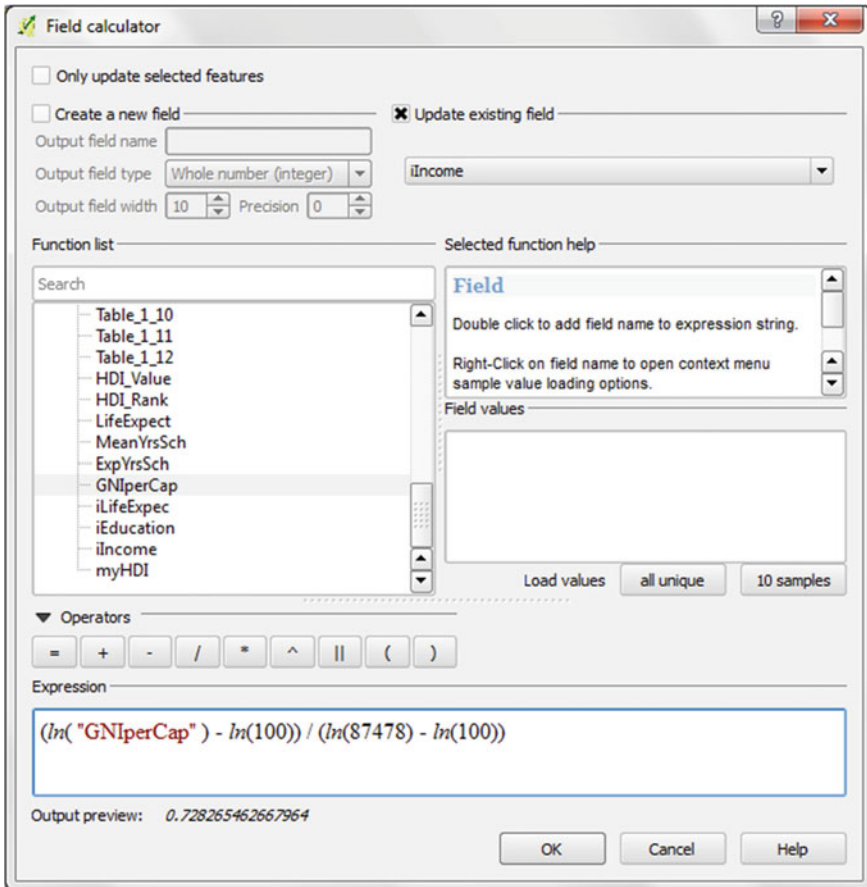 Field calculator
Only update selected features
Create a new field
Update existing field
Output field name
Output field type Whole number (integer)
iIncome
Output field width 10 Precision 0
Function list
Selected function help
Search
Table_1_10
Table_1_11
Table_1_12
HDI_Value
HDI_Rank
LifeExpect
MeanYrsSch
ExpYrsSch
GNIperCap
iLifeExpec
iEducation
iIncome
myHDI
Field
Double click to add field name to expression string.
Right-Click on field name to open context menu
sample value loading options.
Field values
Load values all unique 10 samples
Operators
= + - / * ^ || ( )
Expression
(ln( "GNIperCap" ) - ln(100)) / (ln(87478) - ln(100))
Output preview: 0.728265462667964
OK Cancel Help